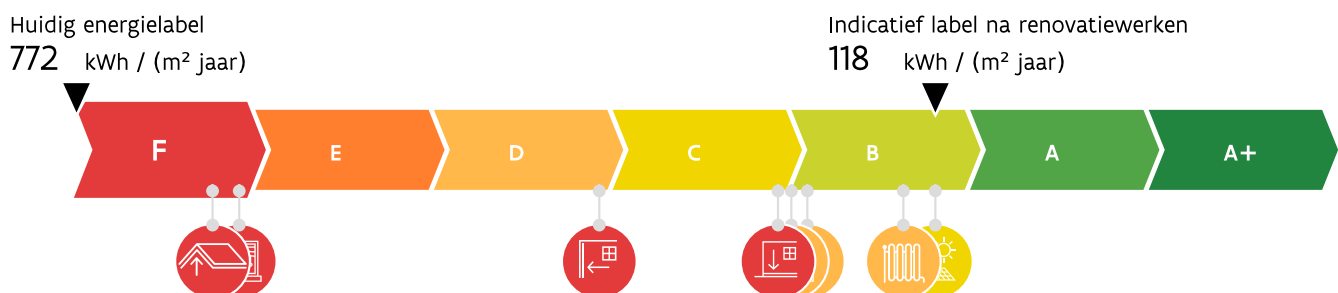 Huidig energielabel
772 kWh / (m² jaar)
Indicatief label na renovatiewerken
118 kWh / (m² jaar)
F E D C B A A+